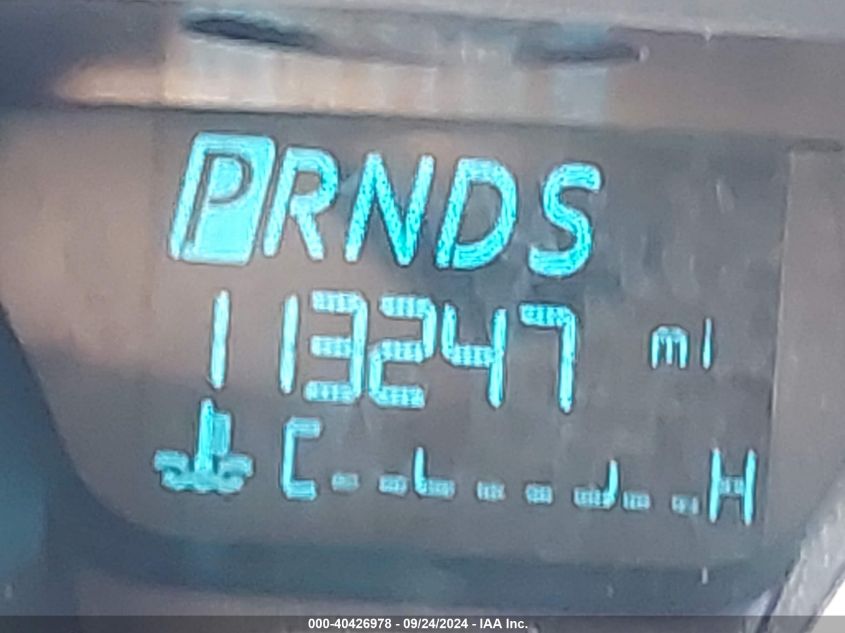 PRNDS
113247 mi
C H
000-40426978 - 09/24/2024 - IAA Inc.